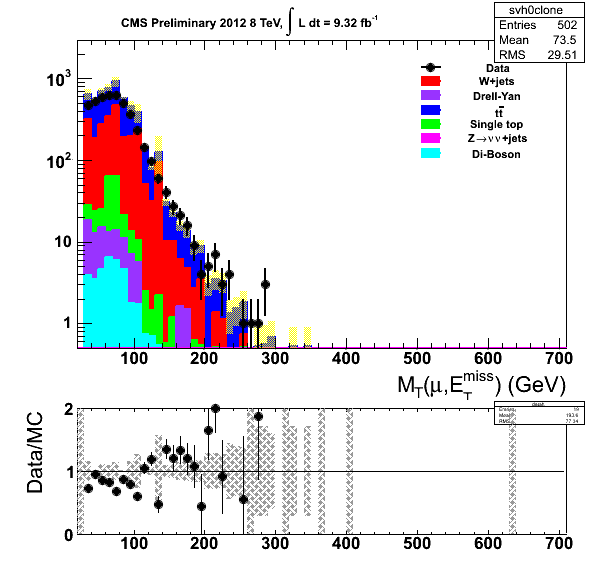 CMS Preliminary 2012 8 TeV, ∫ L dt = 9.32 fb⁻¹
svh0clone
Entries 502
Mean 73.5
RMS 29.51
Data
W+jets
Drell-Yan
tt̄
Single top
Z→νν+jets
Di-Boson
10³
10²
10
1
100 200 300 400 500 600 700
M_T(μ,E_T^miss) (GeV)
Data/MC
2
1
0
100 200 300 400 500 600 700